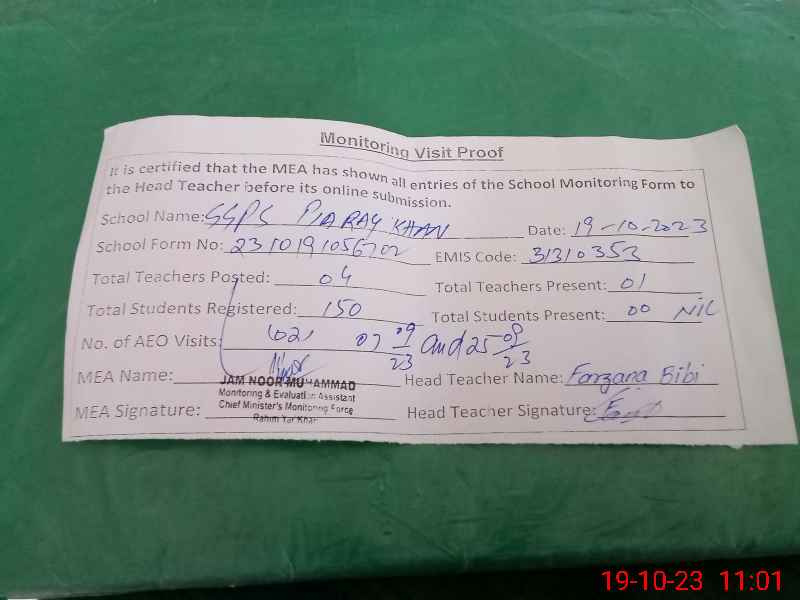 Monitoring Visit Proof
It is certified that the MEA has shown all entries of the School Monitoring Form to
the Head Teacher before its online submission.
School Name: GGPS PIARAY KHAN Date: 19-10-2023
School Form No: 2310191056702 EMIS Code: 31310353
Total Teachers Posted: 04 Total Teachers Present: 01
Total Students Registered: 150 Total Students Present: 00 NIL
No. of AEO Visits: (02) 07 09/23 and 25 08/23
MEA Name: Head Teacher Name: Farzana Bibi
JAM NOOR MUHAMMAD
Monitoring & Evaluation Assistant
Chief Minister's Monitoring Force
Rahim Yar Khan
MEA Signature: Head Teacher Signature:
19-10-23 11:01